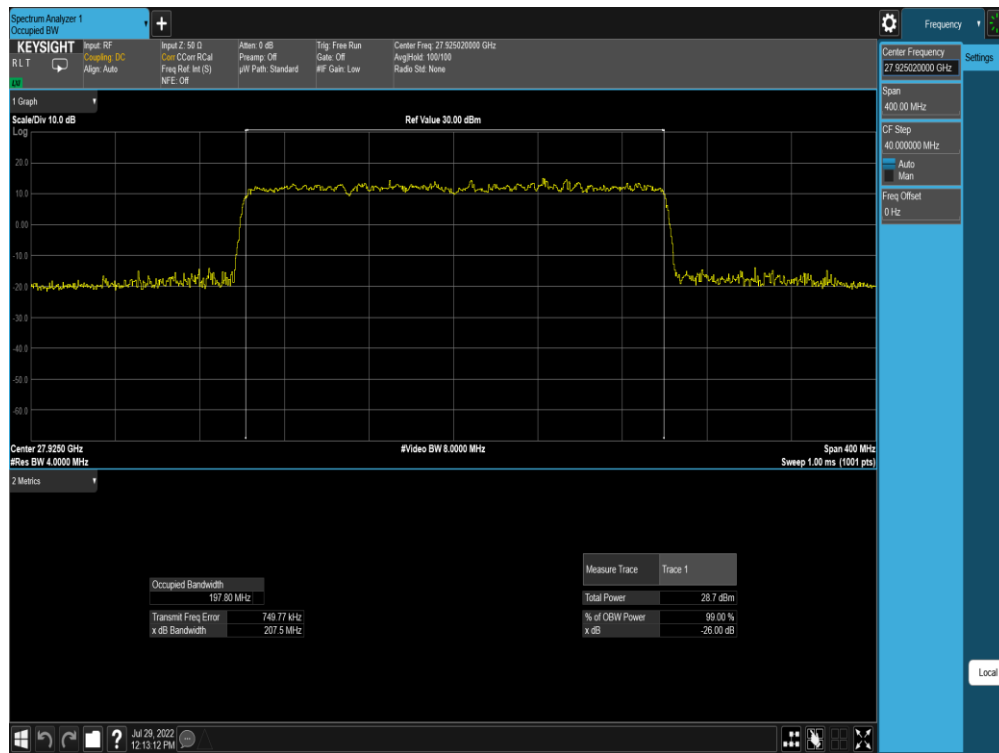 Spectrum Analyzer 1
Occupied BW
+
Frequency
KEYSIGHT
RLT
LXI
Input: RF
Coupling: DC
Align: Auto
Input Z: 50 Ω
Corr CCorr RCal
Freq Ref: Int (S)
NFE: Off
Atten: 0 dB
Preamp: Off
µW Path: Standard
Trig: Free Run
Gate: Off
#IF Gain: Low
Center Freq: 27.925020000 GHz
Avg|Hold: 100/100
Radio Std: None
Center Frequency
27.925020000 GHz
Settings
Span
400.00 MHz
CF Step
40.000000 MHz
Auto
Man
Freq Offset
0 Hz
1 Graph
Scale/Div 10.0 dB
Ref Value 30.00 dBm
Log
20.0
10.0
0.00
-10.0
-20.0
-30.0
-40.0
-50.0
-60.0
Center 27.9250 GHz
#Video BW 8.0000 MHz
Span 400 MHz
#Res BW 4.0000 MHz
Sweep 1.00 ms (1001 pts)
2 Metrics
Measure Trace Trace 1
Occupied Bandwidth
197.80 MHz
Total Power 28.7 dBm
Transmit Freq Error 749.77 kHz
% of OBW Power 99.00 %
x dB Bandwidth 207.5 MHz
x dB -26.00 dB
Local
?
Jul 29, 2022
12:13:12 PM